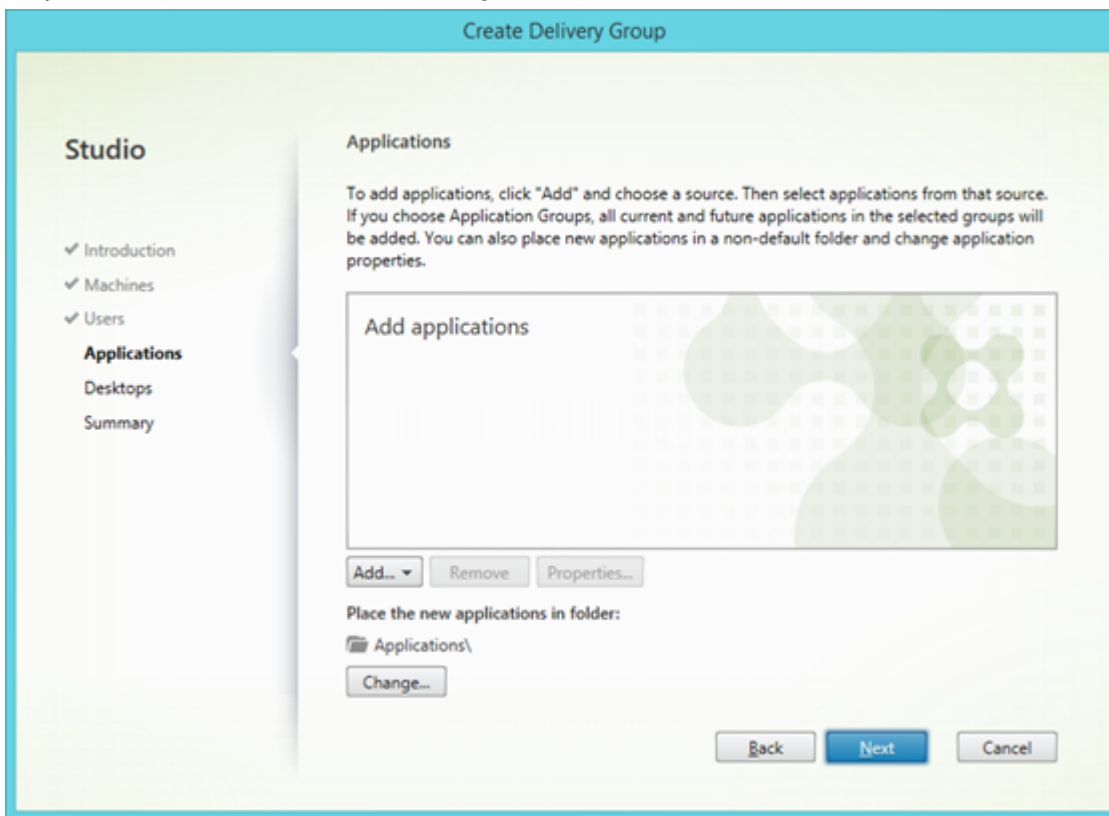 Create Delivery Group
Studio
✔ Introduction
✔ Machines
✔ Users
Applications
Desktops
Summary
Applications
To add applications, click "Add" and choose a source. Then select applications from that source.
If you choose Application Groups, all current and future applications in the selected groups will
be added. You can also place new applications in a non-default folder and change application
properties.
Add applications
Add...
Remove
Properties...
Place the new applications in folder:
Applications\
Change...
Back
Next
Cancel